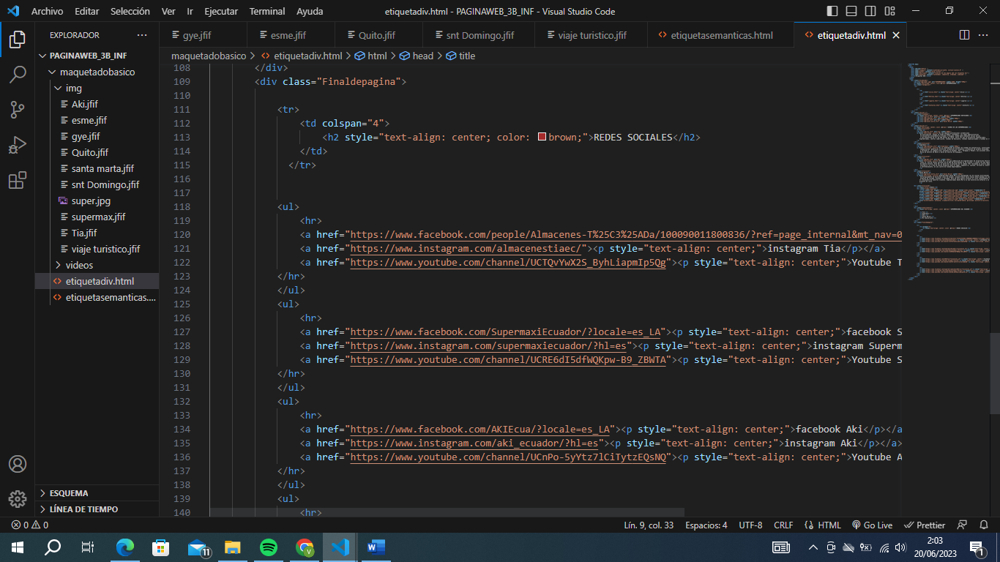 Archivo Editar Selección Ver Ir Ejecutar Terminal Ayuda etiquetadiv.html - PAGINAWEB_3B_INF - Visual Studio Code
EXPLORADOR ··· gye.jfif esme.jfif Quito.jfif snt Domingo.jfif viaje turistico.jfif etiquetasemanticas.html etiquetadiv.html
PAGINAWEB_3B_INF
maquetadobasico
img
Aki.jfif
esme.jfif
gye.jfif
Quito.jfif
santa marta.jfif
snt Domingo.jfif
super.jpg
supermax.jfif
Tia.jfif
viaje turistico.jfif
videos
etiquetadiv.html
etiquetasemanticas....
ESQUEMA
LÍNEA DE TIEMPO
maquetadobasico > etiquetadiv.html > html > head > title
108 </div>
109 <div class="Finaldepagina">
110
111 <tr>
112 <td colspan="4">
113 <h2 style="text-align: center; color: brown;">REDES SOCIALES</h2>
114 </td>
115 </tr>
116
117
118 <ul>
119 <hr>
120 <a href="https://www.facebook.com/people/Almacenes-T%25C3%25ADa/100090011800836/?ref=page_internal&mt_nav=0
121 <a href="https://www.instagram.com/almacenestiaec/"><p style="text-align: center;">instagram Tia</p></a>
122 <a href="https://www.youtube.com/channel/UCTQvYwX2S_ByhLiapmIp5Qg"><p style="text-align: center;">Youtube T
123 </hr>
124 </ul>
125 <ul>
126 <hr>
127 <a href="https://www.facebook.com/SupermaxiEcuador/?locale=es_LA"><p style="text-align: center;">facebook S
128 <a href="https://www.instagram.com/supermaxiecuador/?hl=es"><p style="text-align: center;">instagram Superm
129 <a href="https://www.youtube.com/channel/UCRE6dI5dfWQKpw-B9_ZBWTA"><p style="text-align: center;">Youtube S
130 </hr>
131 </ul>
132 <ul>
133 <hr>
134 <a href="https://www.facebook.com/AKIEcua/?locale=es_LA"><p style="text-align: center;">facebook Aki</p></a
135 <a href="https://www.instagram.com/aki_ecuador/?hl=es"><p style="text-align: center;">instagram Aki</p></a>
136 <a href="https://www.youtube.com/channel/UCnPo-5yYtz7lCiTytzEQsNQ"><p style="text-align: center;">Youtube A
137 </hr>
138 </ul>
139 <ul>
140 <hr>
0 0 Lín. 9, col. 33 Espacios: 4 UTF-8 CRLF HTML Go Live Prettier
11 2:03
20/06/2023 1